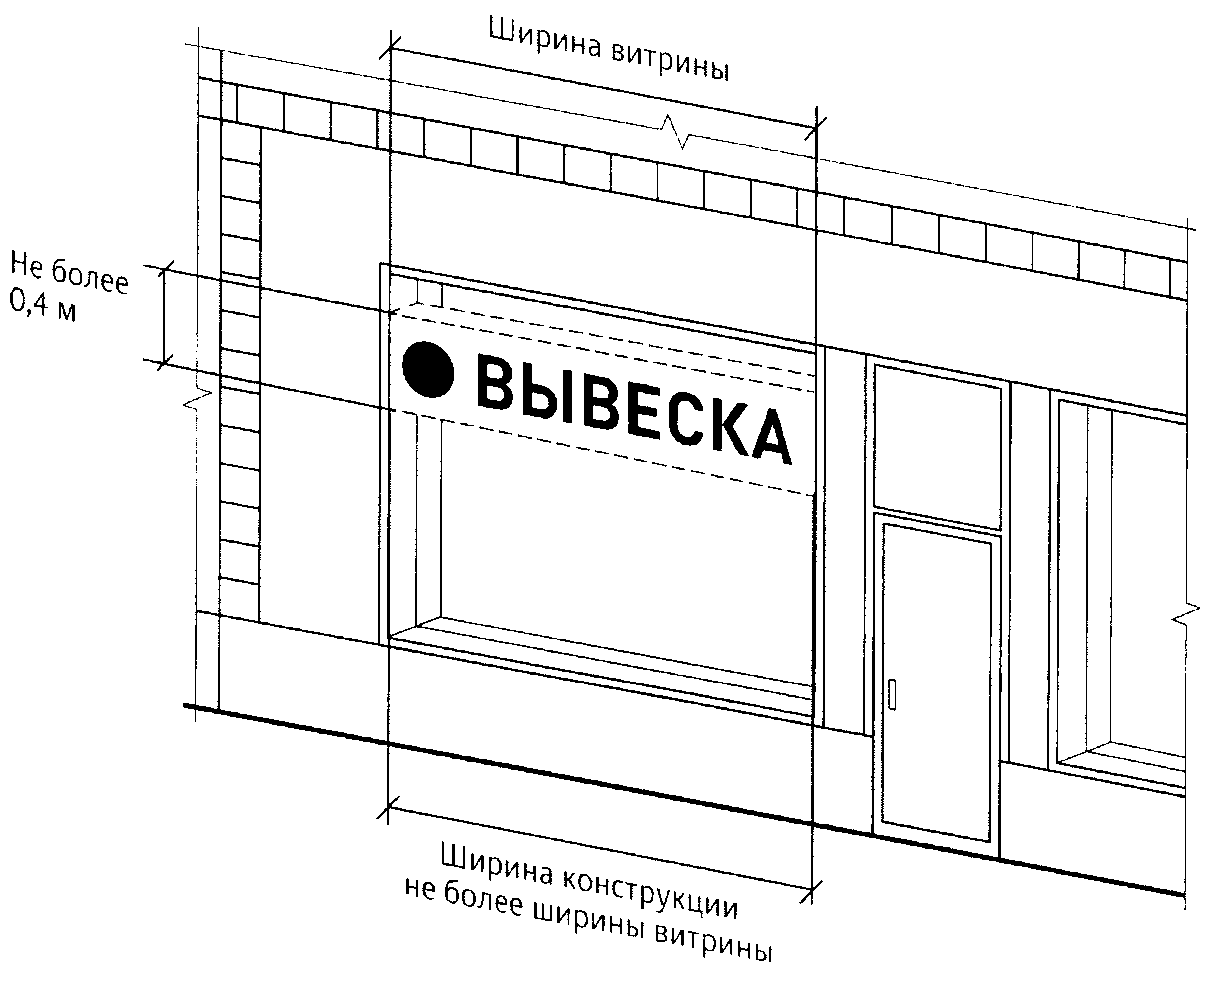 Ширина витрины
Не более
0,4 м
ВЫВЕСКА
Ширина конструкции
не более ширины витрины